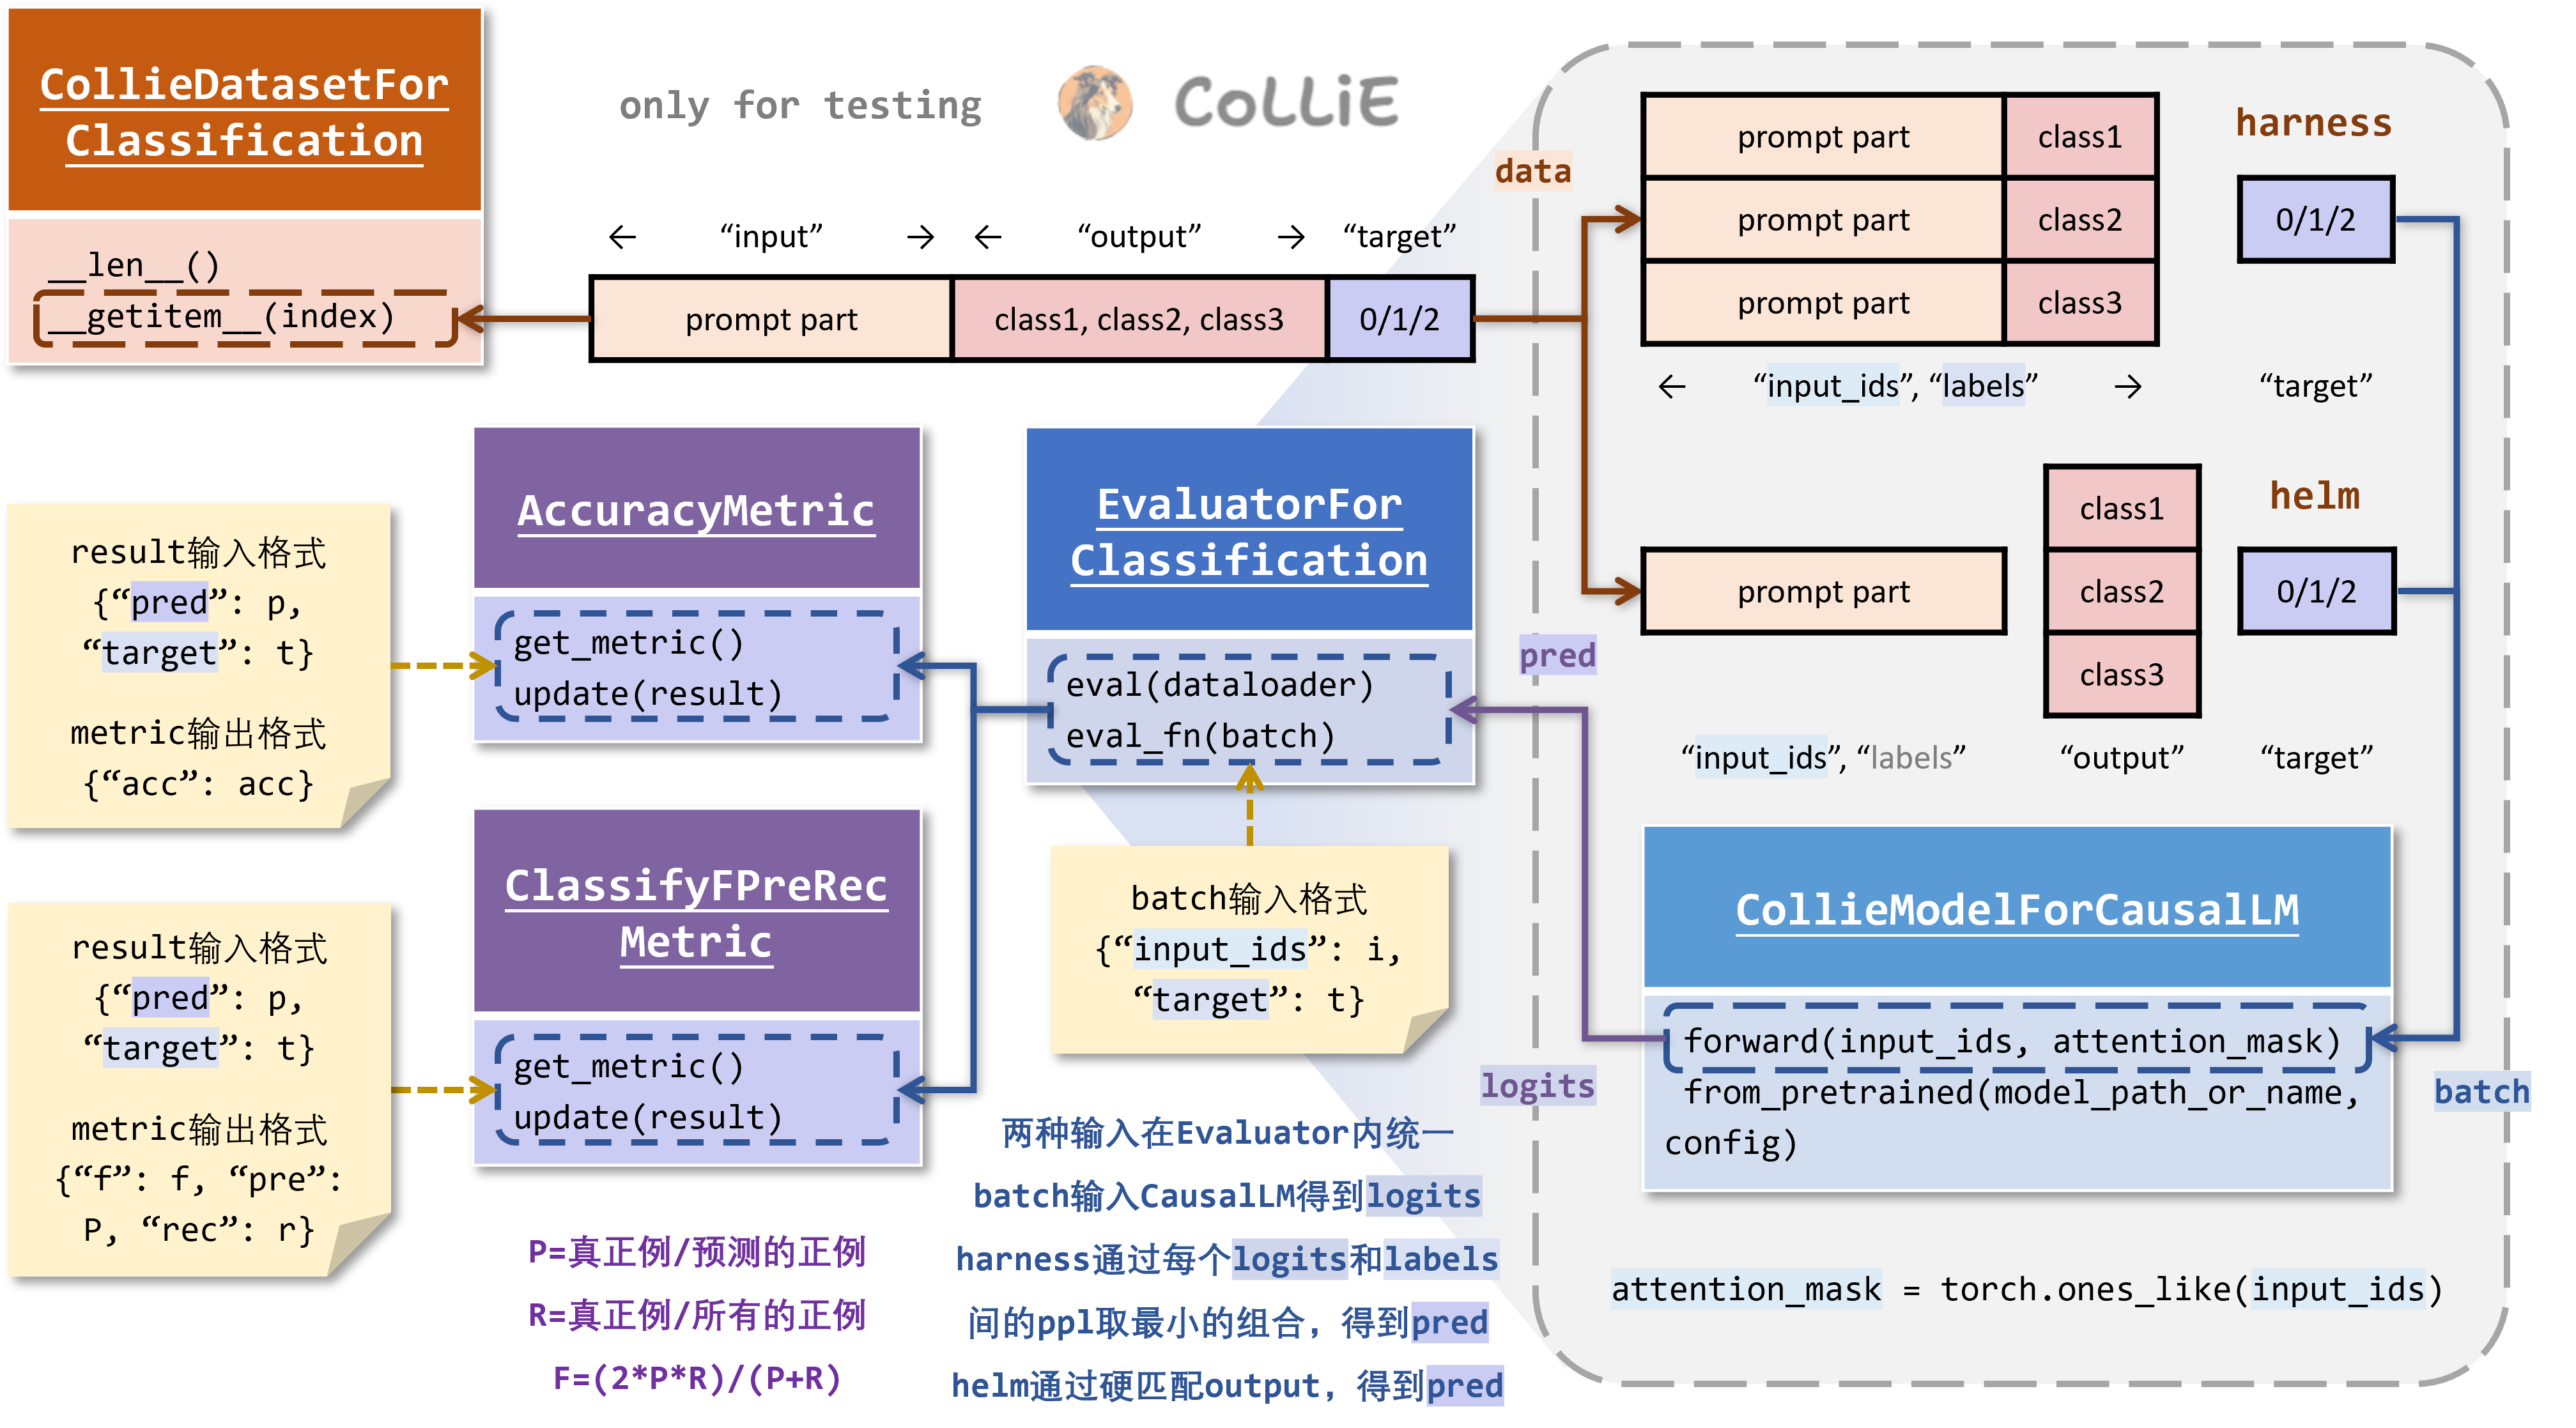 CollieDatasetFor
Classification
__len__()
__getitem__(index)
only for testing
CoLLiE
← “input” → ← “output” → “target”
prompt part class1, class2, class3 0/1/2
data
harness
prompt part class1
prompt part class2 0/1/2
prompt part class3
← “input_ids”, “labels” → “target”
helm
class1
prompt part class2 0/1/2
class3
“input_ids”, “labels” “output” “target”
result输入格式
{“pred”: p,
“target”: t}
metric输出格式
{“acc”: acc}
AccuracyMetric
get_metric()
update(result)
EvaluatorFor
Classification
eval(dataloader)
eval_fn(batch)
pred
result输入格式
{“pred”: p,
“target”: t}
metric输出格式
{“f”: f, “pre”:
P, “rec”: r}
ClassifyFPreRec
Metric
get_metric()
update(result)
batch输入格式
{“input_ids”: i,
“target”: t}
CollieModelForCausalLM
forward(input_ids, attention_mask)
from_pretrained(model_path_or_name,
config)
logits
batch
P=真正例/预测的正例
R=真正例/所有的正例
F=(2*P*R)/(P+R)
两种输入在Evaluator内统一
batch输入CausalLM得到logits
harness通过每个logits和labels
间的ppl取最小的组合，得到pred
helm通过硬匹配output，得到pred
attention_mask = torch.ones_like(input_ids)